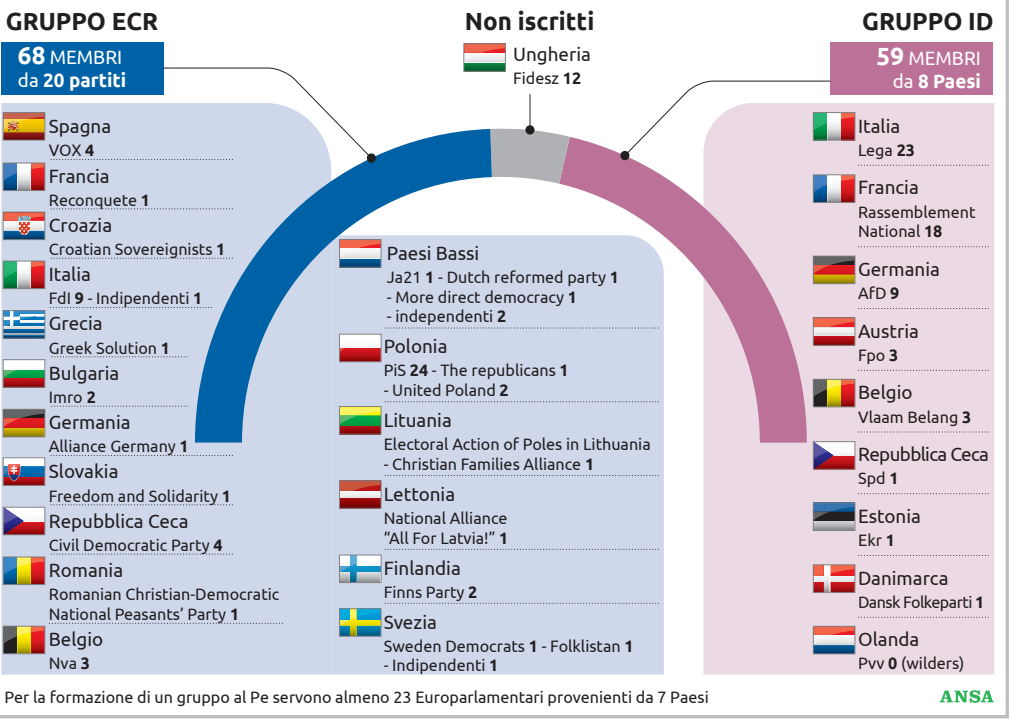 GRUPPO ECR
68 MEMBRI
da 20 partiti
Spagna
VOX 4
Francia
Reconquete 1
Croazia
Croatian Sovereignists 1
Italia
FdI 9 - Indipendenti 1
Grecia
Greek Solution 1
Bulgaria
Imro 2
Germania
Alliance Germany 1
Slovakia
Freedom and Solidarity 1
Repubblica Ceca
Civil Democratic Party 4
Romania
Romanian Christian-Democratic
National Peasants' Party 1
Belgio
Nva 3
Paesi Bassi
Ja21 1 - Dutch reformed party 1
- More direct democracy 1
- independenti 2
Polonia
PiS 24 - The republicans 1
- United Poland 2
Lituania
Electoral Action of Poles in Lithuania
- Christian Families Alliance 1
Lettonia
National Alliance
"All For Latvia!" 1
Finlandia
Finns Party 2
Svezia
Sweden Democrats 1 - Folklistan 1
- Indipendenti 1
Non iscritti
Ungheria
Fidesz 12
GRUPPO ID
59 MEMBRI
da 8 Paesi
Italia
Lega 23
Francia
Rassemblement
National 18
Germania
AfD 9
Austria
Fpo 3
Belgio
Vlaam Belang 3
Repubblica Ceca
Spd 1
Estonia
Ekr 1
Danimarca
Dansk Folkeparti 1
Olanda
Pvv 0 (wilders)
Per la formazione di un gruppo al Pe servono almeno 23 Europarlamentari provenienti da 7 Paesi
ANSA